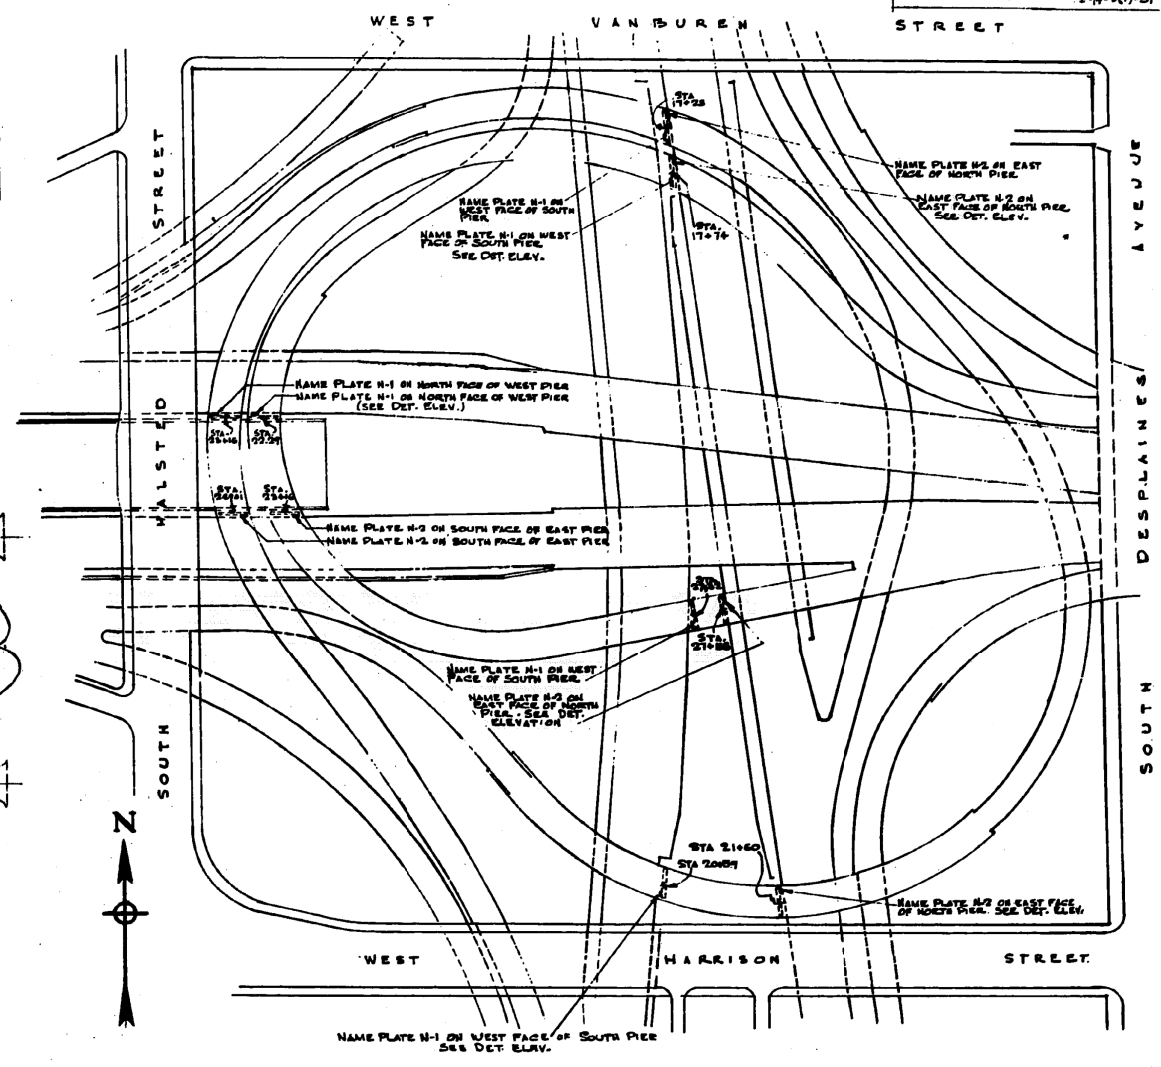 WEST VAN BUREN STREET
STA
17+28
STREET
AVENUE
NAME PLATE N-2 ON EAST
FACE OF NORTH PIER
NAME PLATE N-2 ON
EAST FACE OF NORTH PIER
SEE DET. ELEV.
NAME PLATE N-1 ON
WEST FACE OF SOUTH
PIER
NAME PLATE N-1 ON WEST
FACE OF SOUTH PIER
SEE DET. ELEV.
STA.
17+74
NAME PLATE N-1 ON NORTH FACE OF WEST PIER
NAME PLATE N-1 ON NORTH FACE OF WEST PIER
(SEE DET. ELEV.)
HALSTED
DESPLAINES
STA.
STA.
STA.
STA.
NAME PLATE N-2 ON SOUTH FACE OF EAST PIER
NAME PLATE N-2 ON SOUTH FACE OF EAST PIER
STA.
STA.
NAME PLATE N-1 ON WEST
FACE OF SOUTH PIER
NAME PLATE N-2 ON
EAST FACE OF NORTH
PIER. SEE DET.
ELEVATION
SOUTH
SOUTH
N
STA 21+60
STA
NAME PLATE N-2 ON EAST FACE
OF NORTH PIER. SEE DET. ELEV.
WEST HARRISON STREET
NAME PLATE N-1 ON WEST FACE OF SOUTH PIER
SEE DET. ELEV.